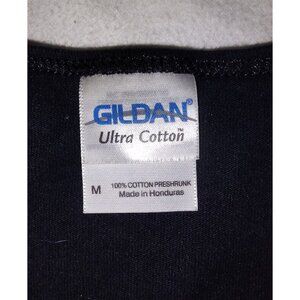 GILDAN
Ultra Cotton™
M 100% COTTON PRESHRUNK
Made in Honduras